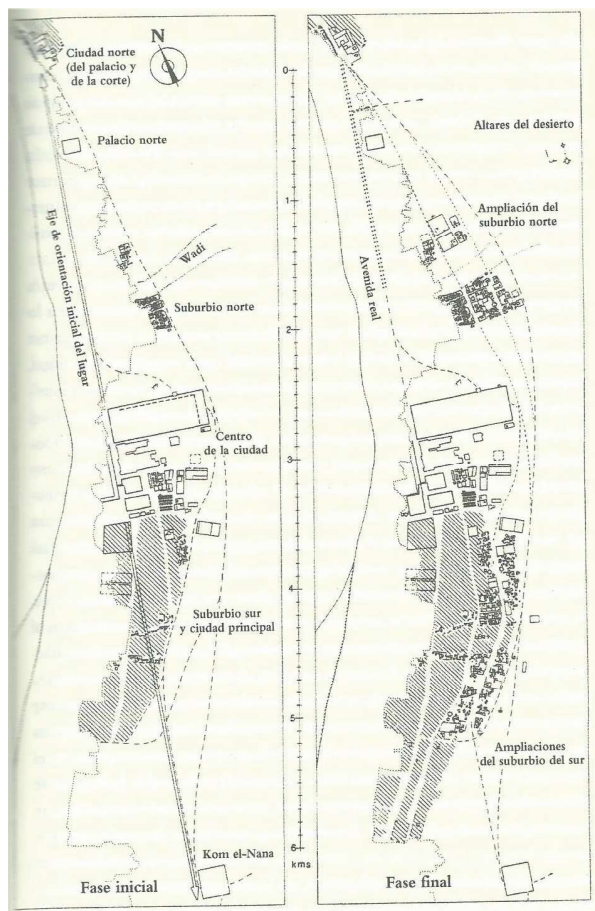 Ciudad norte
(del palacio y
de la corte)
N
Palacio norte
Eje de orientación inicial del lugar
Wadi
Suburbio norte
Centro
de la ciudad
Suburbio sur
y ciudad principal
Kom el-Nana
Fase inicial
0
1
2
3
4
5
6
kms
Altares del desierto
Ampliación del
suburbio norte
Avenida real
Ampliaciones
del suburbio del sur
Fase final